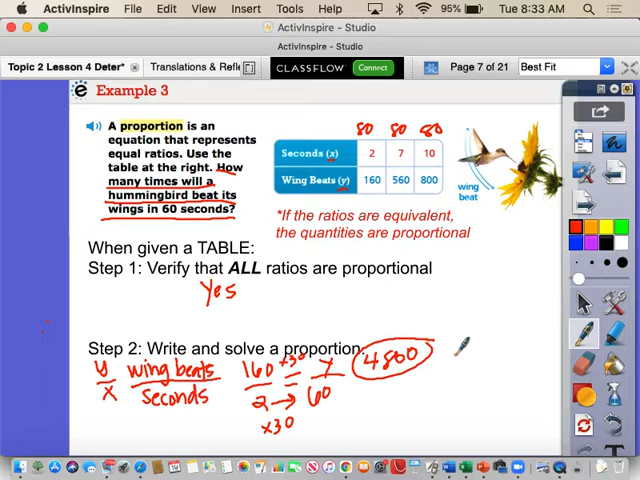 ActivInspire File Edit View Insert Tools Help 95% Tue 8:33 AM
ActivInspire - Studio
ActivInspire - Studio
Topic 2 Lesson 4 Deter* Translations & Refle CLASSFLOW Connect Page 7 of 21 Best Fit
e Example 3
A proportion is an
equation that represents
equal ratios. Use the
table at the right. How
many times will a
hummingbird beat its
wings in 60 seconds?
80 80 80
Seconds (x) 2 7 10
Wing Beats (y) 160 560 800
wing
beat
*If the ratios are equivalent,
the quantities are proportional
When given a TABLE:
Step 1: Verify that ALL ratios are proportional
Yes
Step 2: Write and solve a proportion.
y/x wing beats/seconds 160/2 = y/60 x30 4800
x30